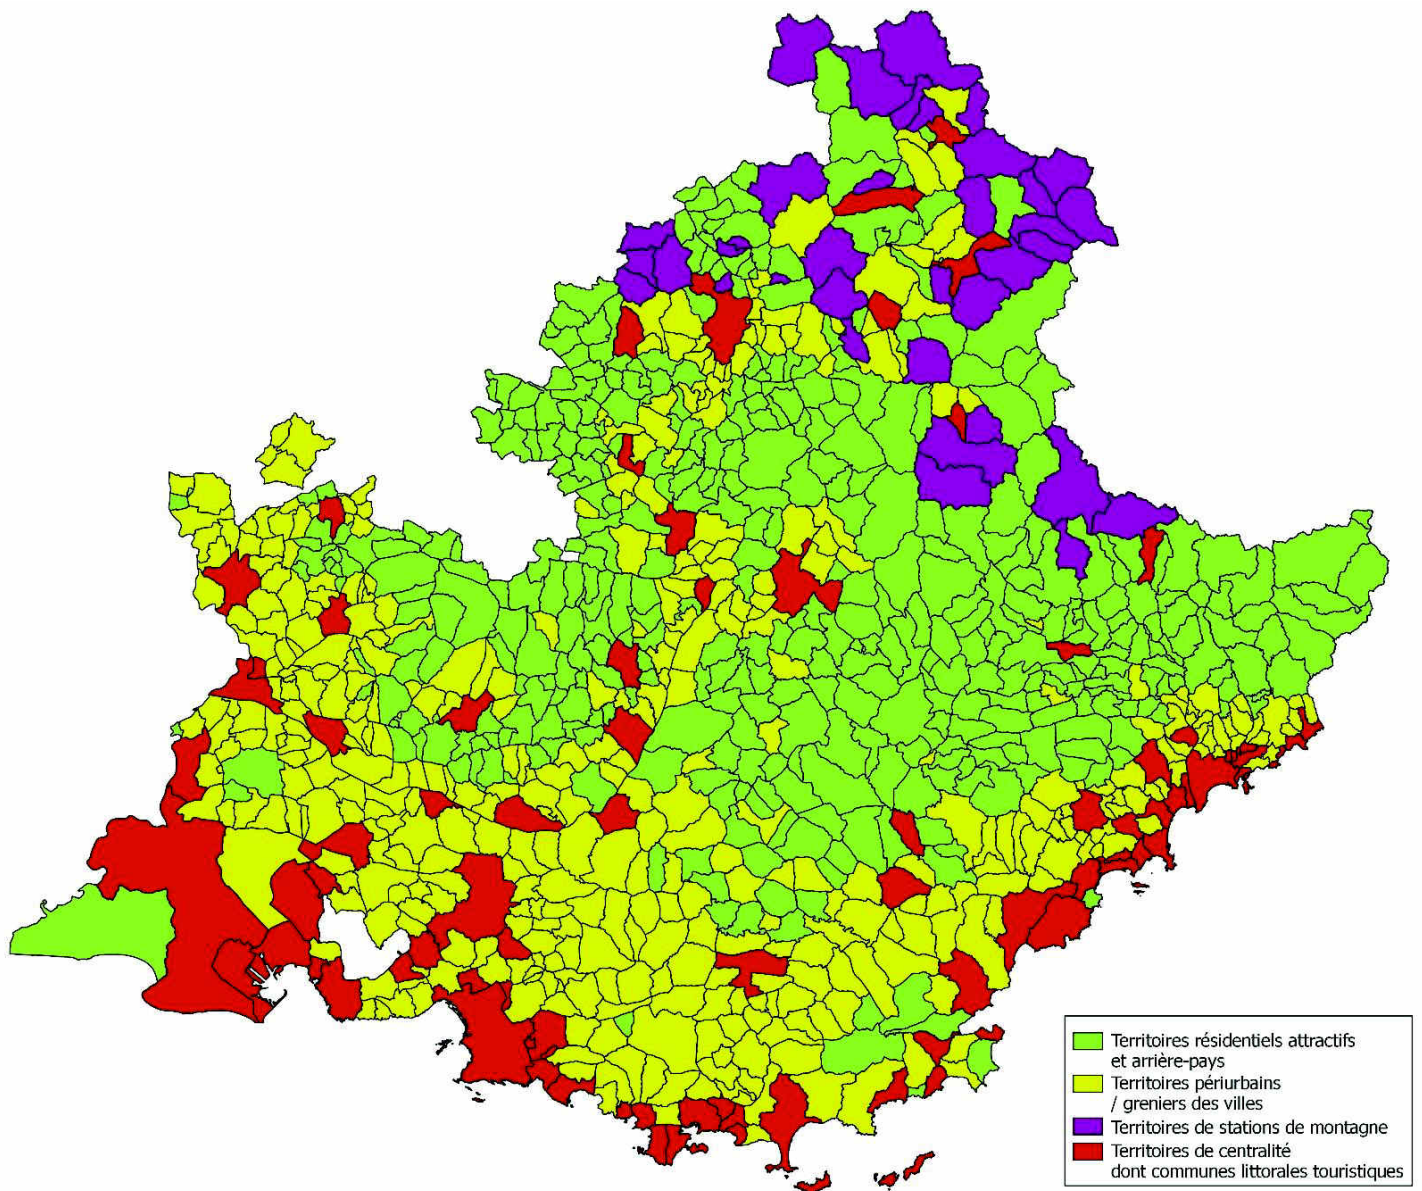 Territoires résidentiels attractifs
et arrière-pays
Territoires périurbains
/ greniers des villes
Territoires de stations de montagne
Territoires de centralité
dont communes littorales touristiques